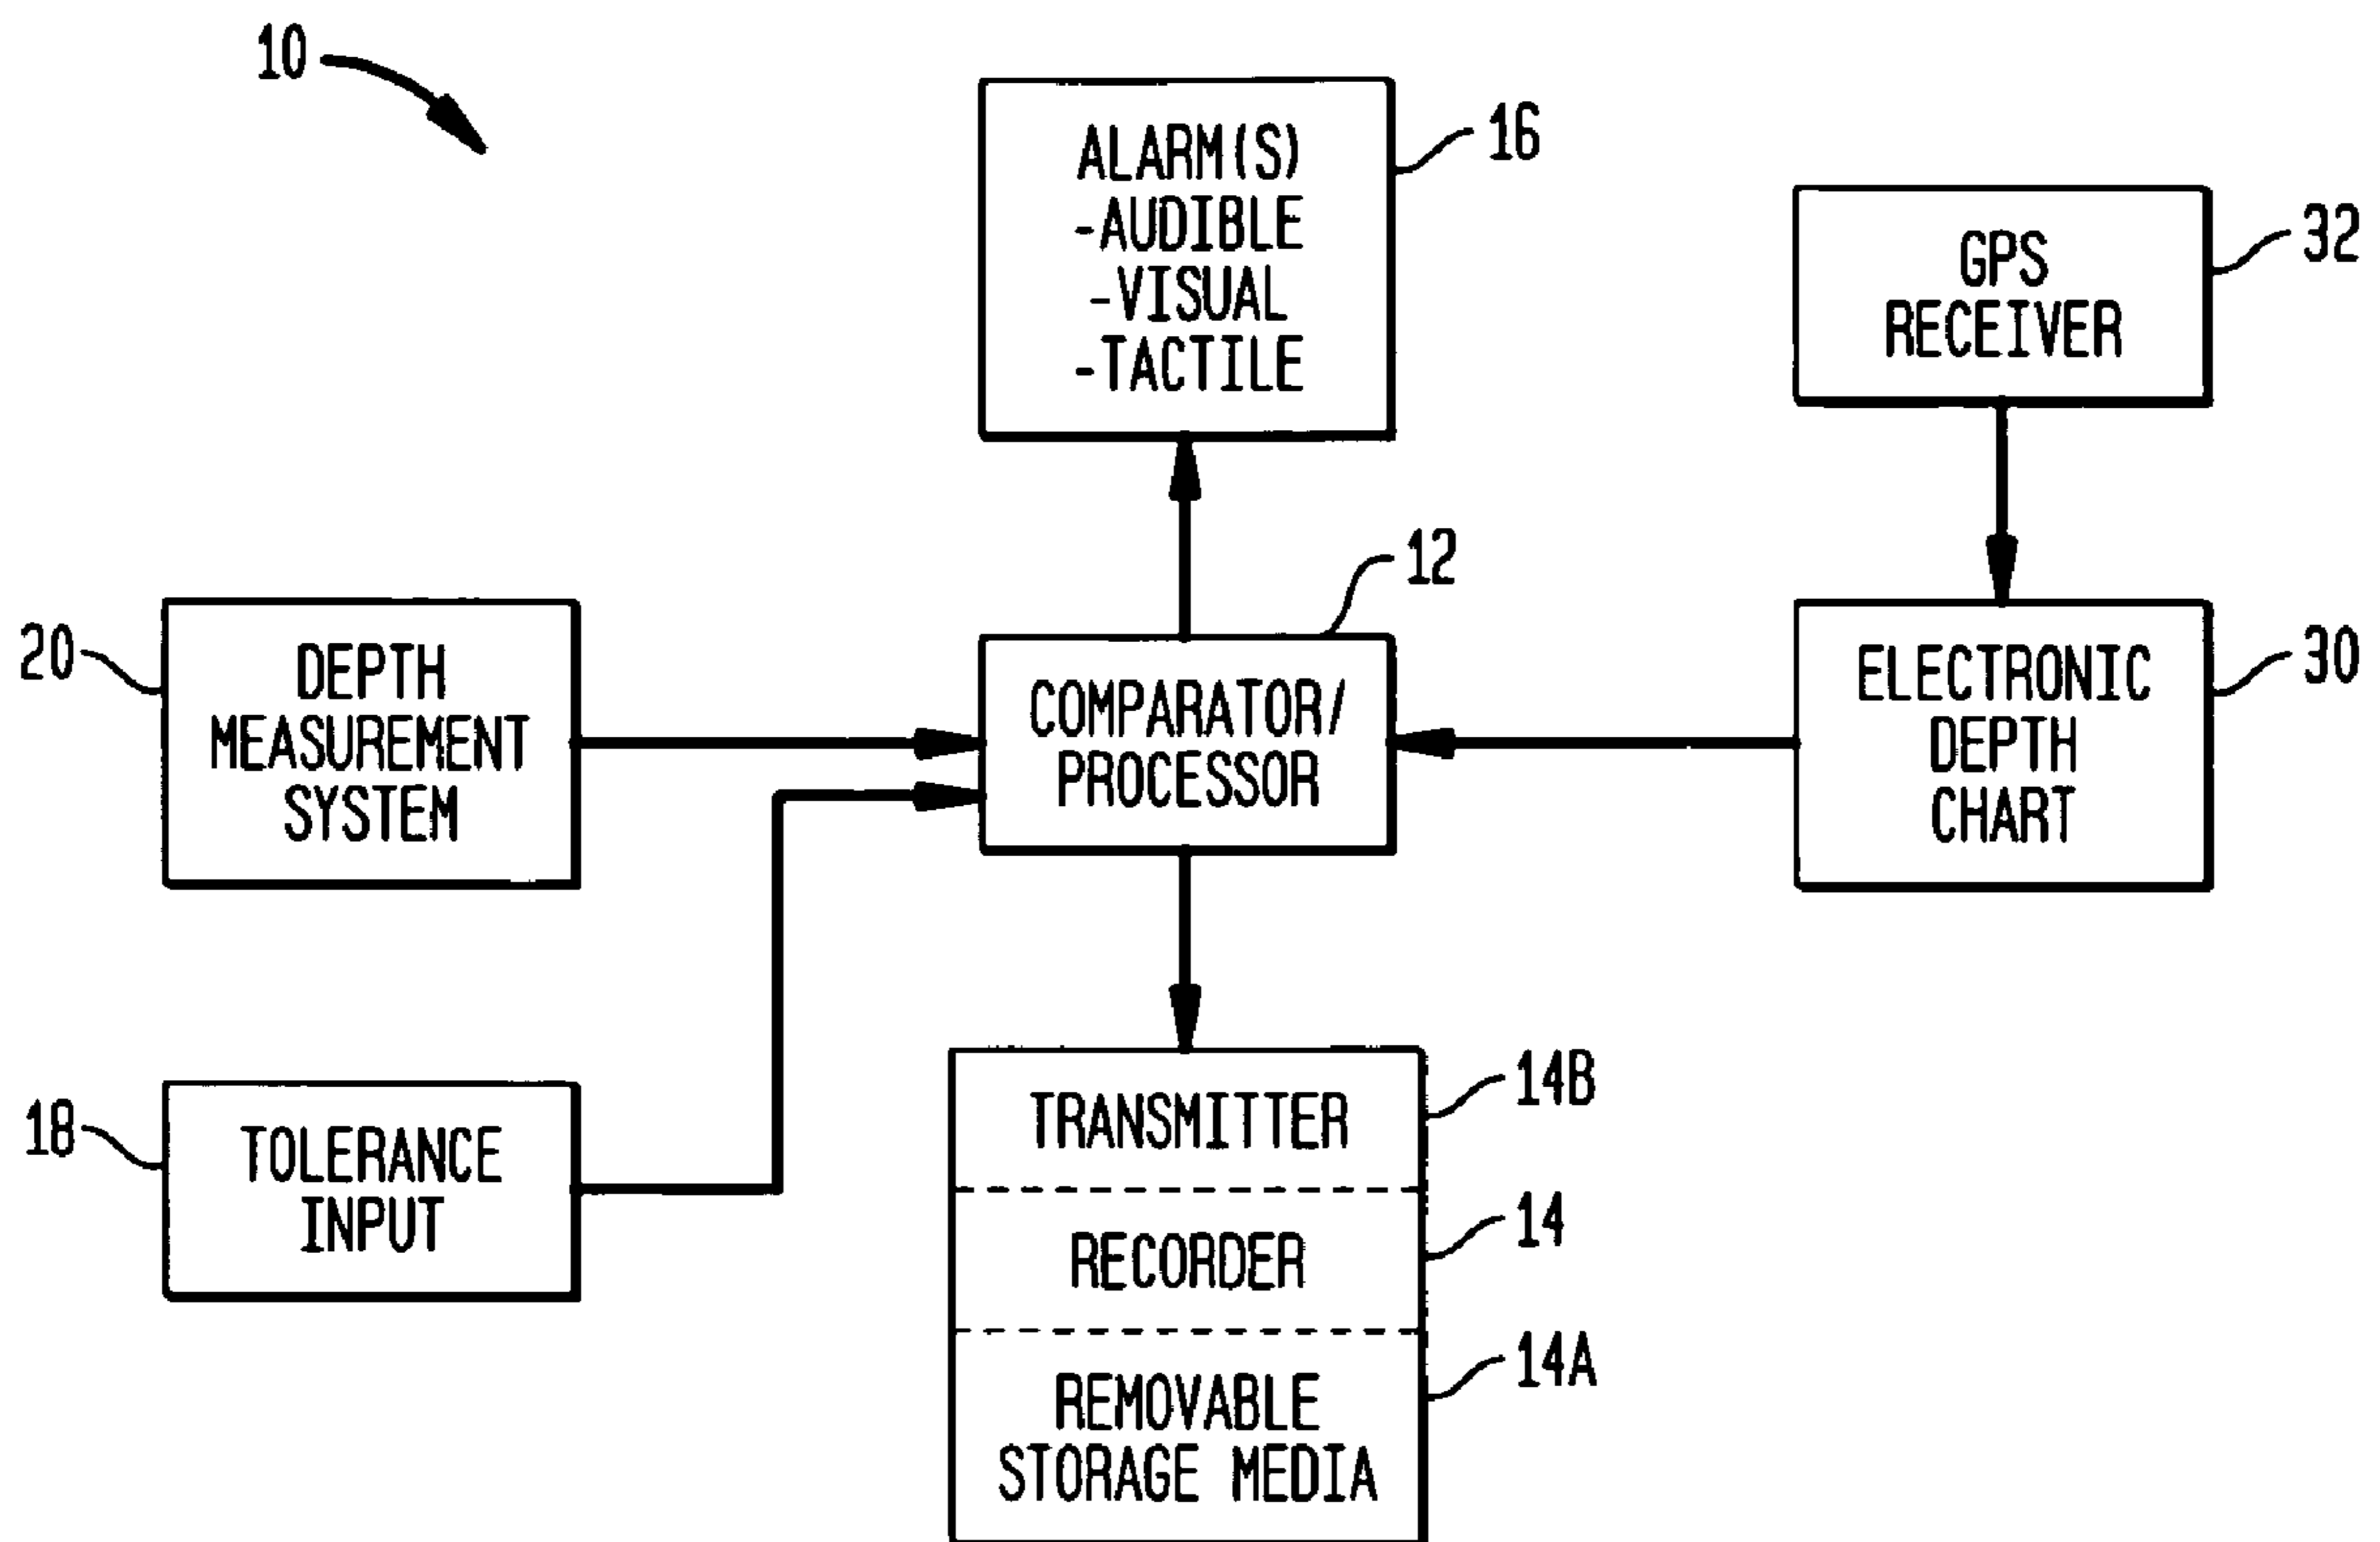 10
ALARM(S)
-AUDIBLE
-VISUAL
-TACTILE
16
GPS
RECEIVER
32
12
20
DEPTH
MEASUREMENT
SYSTEM
COMPARATOR/
PROCESSOR
ELECTRONIC
DEPTH
CHART
30
18
TOLERANCE
INPUT
TRANSMITTER
14B
RECORDER
14
REMOVABLE
STORAGE MEDIA
14A